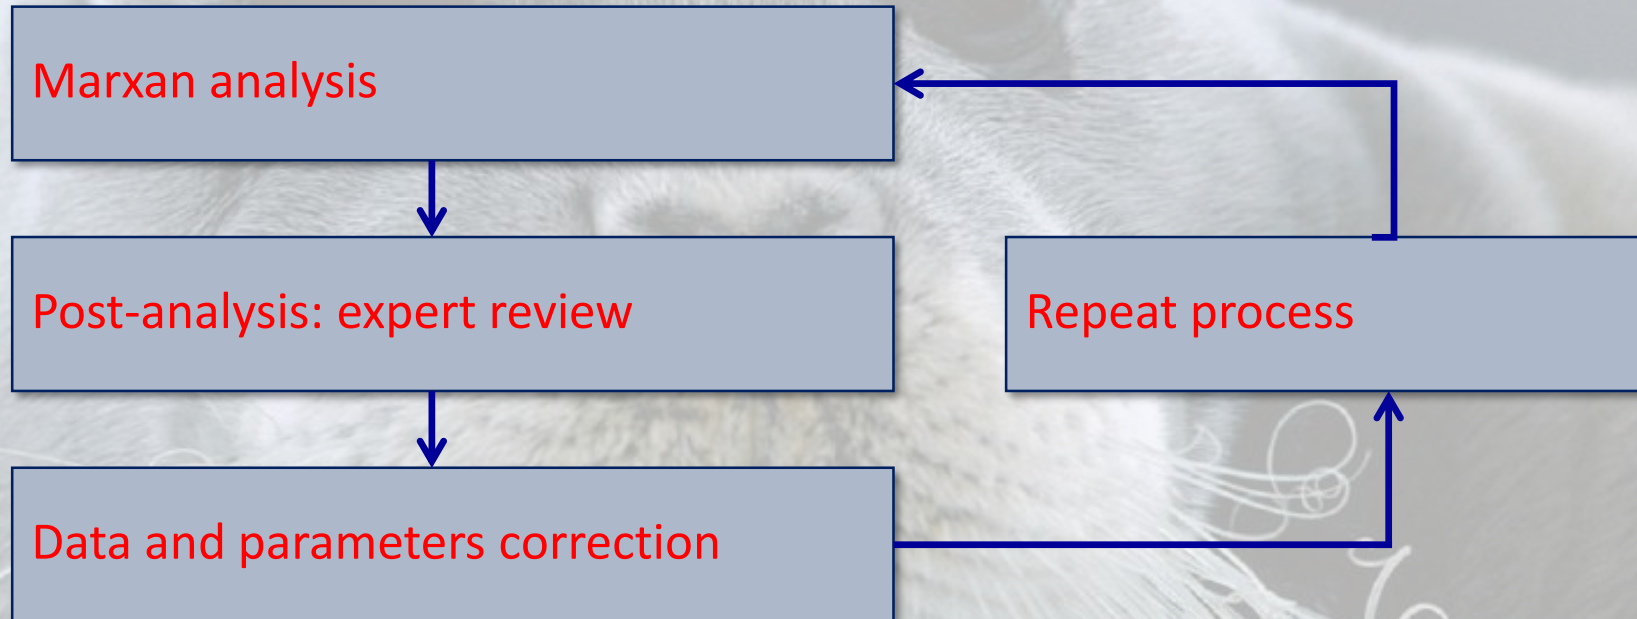 Marxan analysis
Post-analysis: expert review
Repeat process
Data and parameters correction